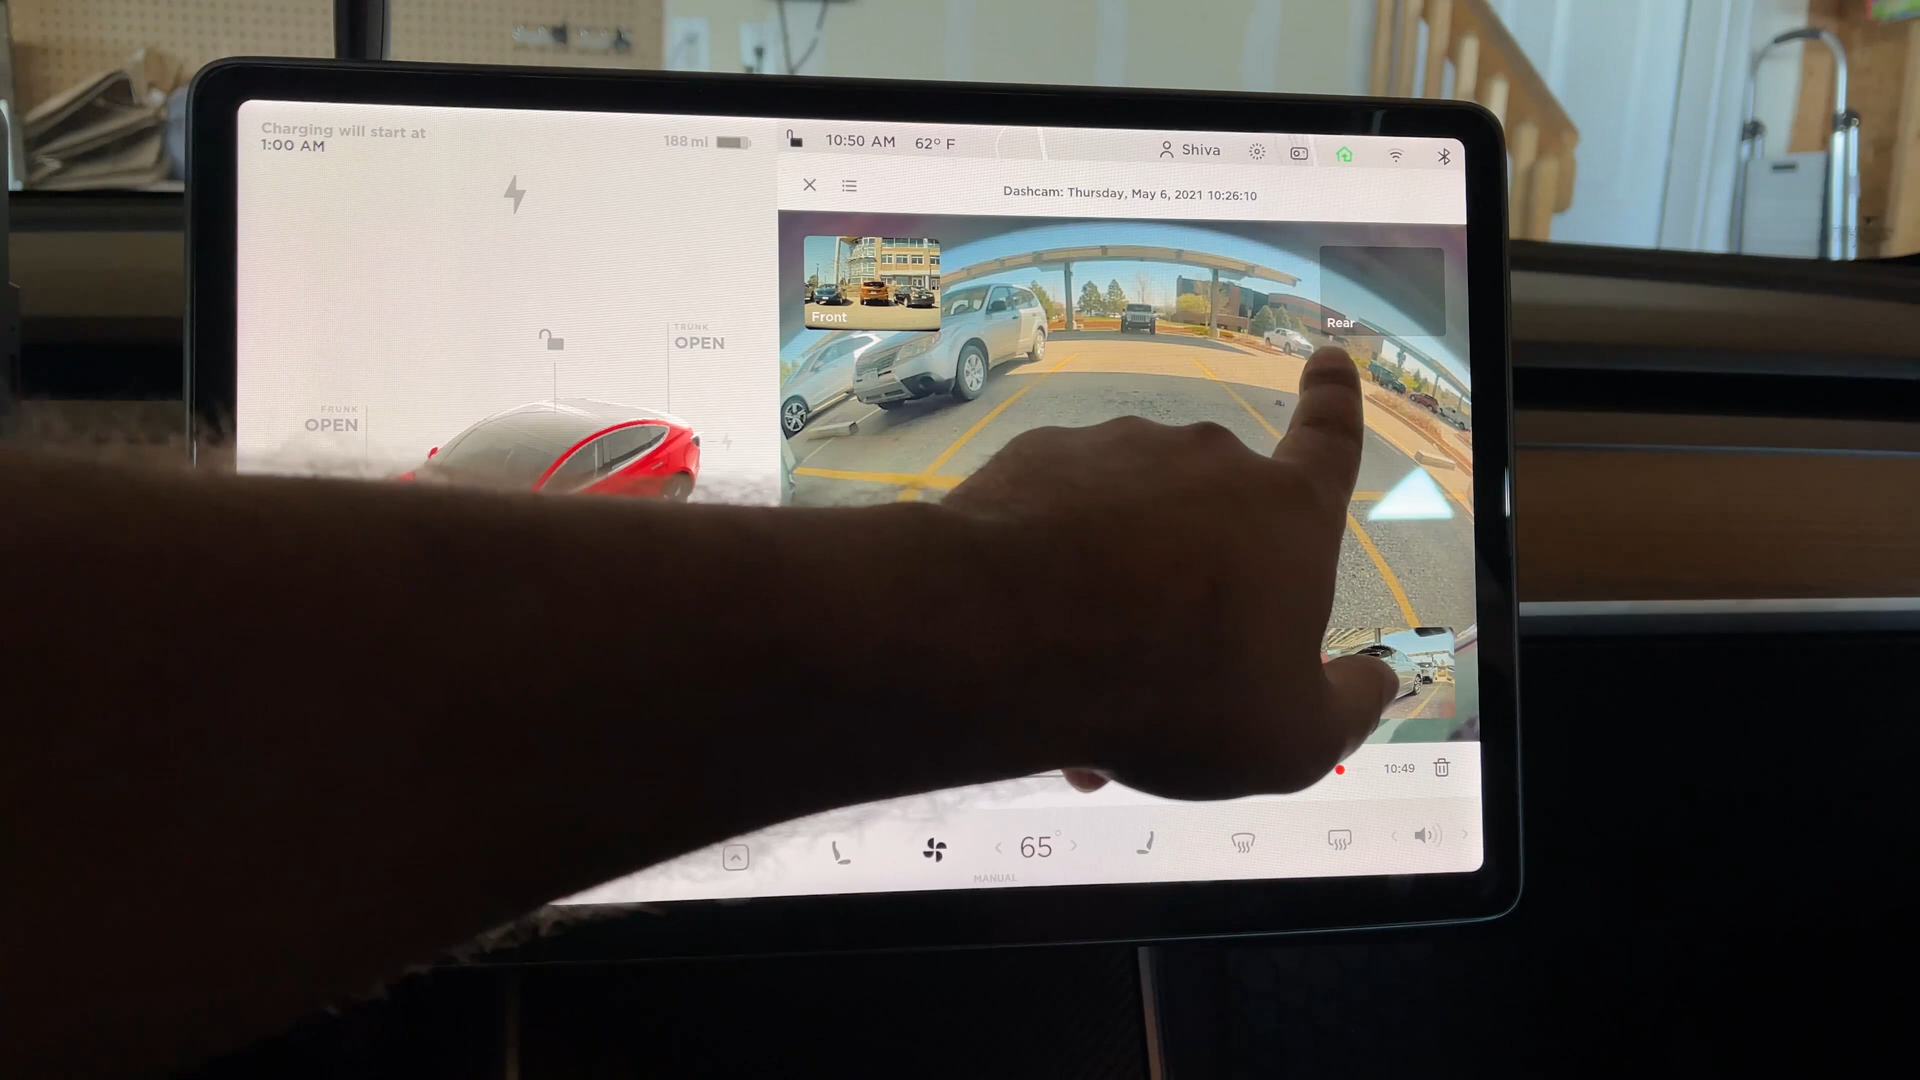 Charging will start at
1:00 AM
188 mi
10:50 AM 62° F
Shiva
Dashcam: Thursday, May 6, 2021 10:26:10
Front
Rear
TRUNK
OPEN
FRUNK
OPEN
10:49
65°
MANUAL